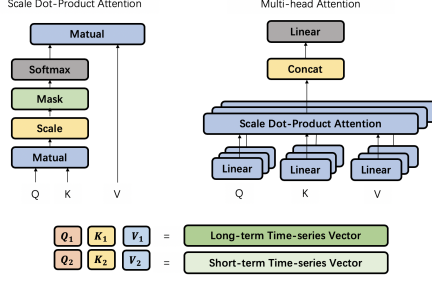 Scale Dot-Product Attention
Matual
Softmax
Mask
Scale
Matual
Q K V
Multi-head Attention
Linear
Concat
Scale Dot-Product Attention
Linear Linear Linear
Q K V
Q1 K1 V1 = Long-term Time-series Vector
Q2 K2 V2 = Short-term Time-series Vector